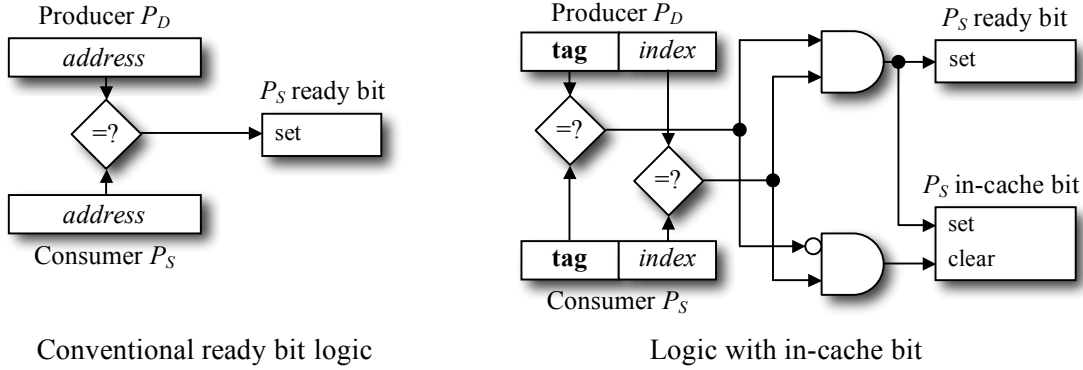 Producer P_D
address
P_S ready bit
=?
set
address
Consumer P_S
Conventional ready bit logic
P_S ready bit
tag index
set
=?
=?
P_S in-cache bit
set
clear
tag index
Consumer P_S
Producer P_D
Logic with in-cache bit